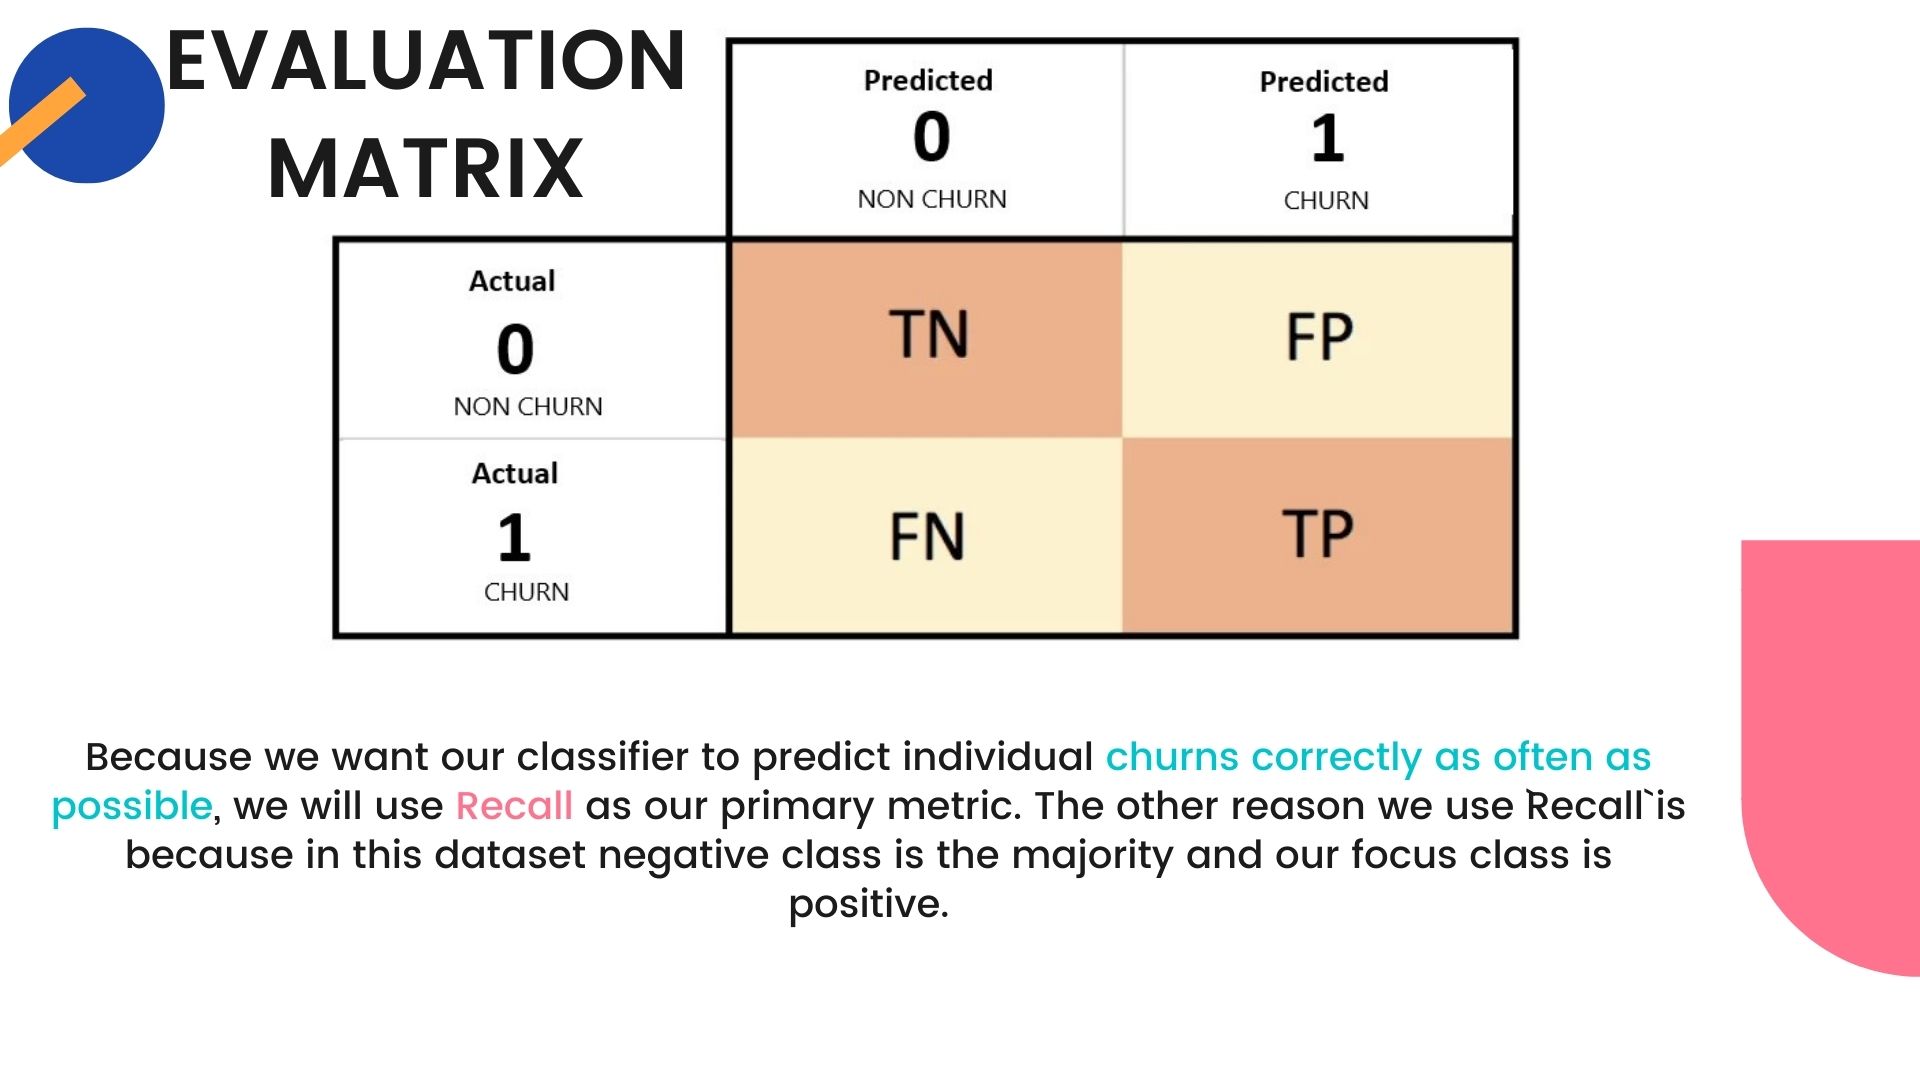 EVALUATION
MATRIX
Predicted
0
NON CHURN
Predicted
1
CHURN
Actual
0
NON CHURN
TN
FP
Actual
1
CHURN
FN
TP
Because we want our classifier to predict individual churns correctly as often as
possible, we will use Recall as our primary metric. The other reason we use `Recall` is
because in this dataset negative class is the majority and our focus class is
positive.